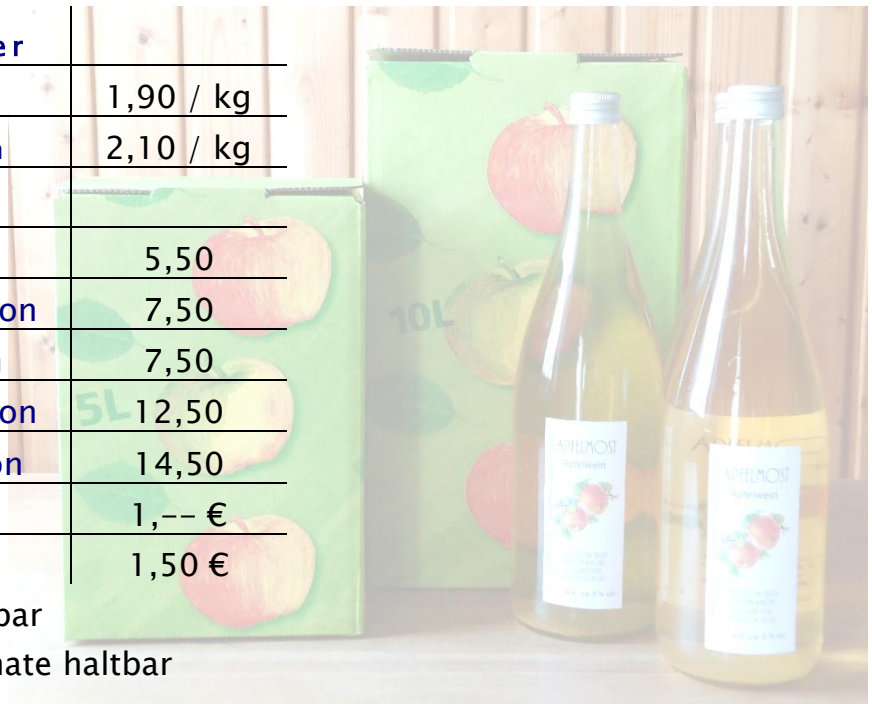 er
1,90 / kg
n 2,10 / kg
5,50
on 7,50
n 7,50
on 12,50
on 14,50
1,-- €
1,50 €
bar
nate haltbar
5L
10L
APFELMOST
Apfelwein
APFELMOST
Apfelwein